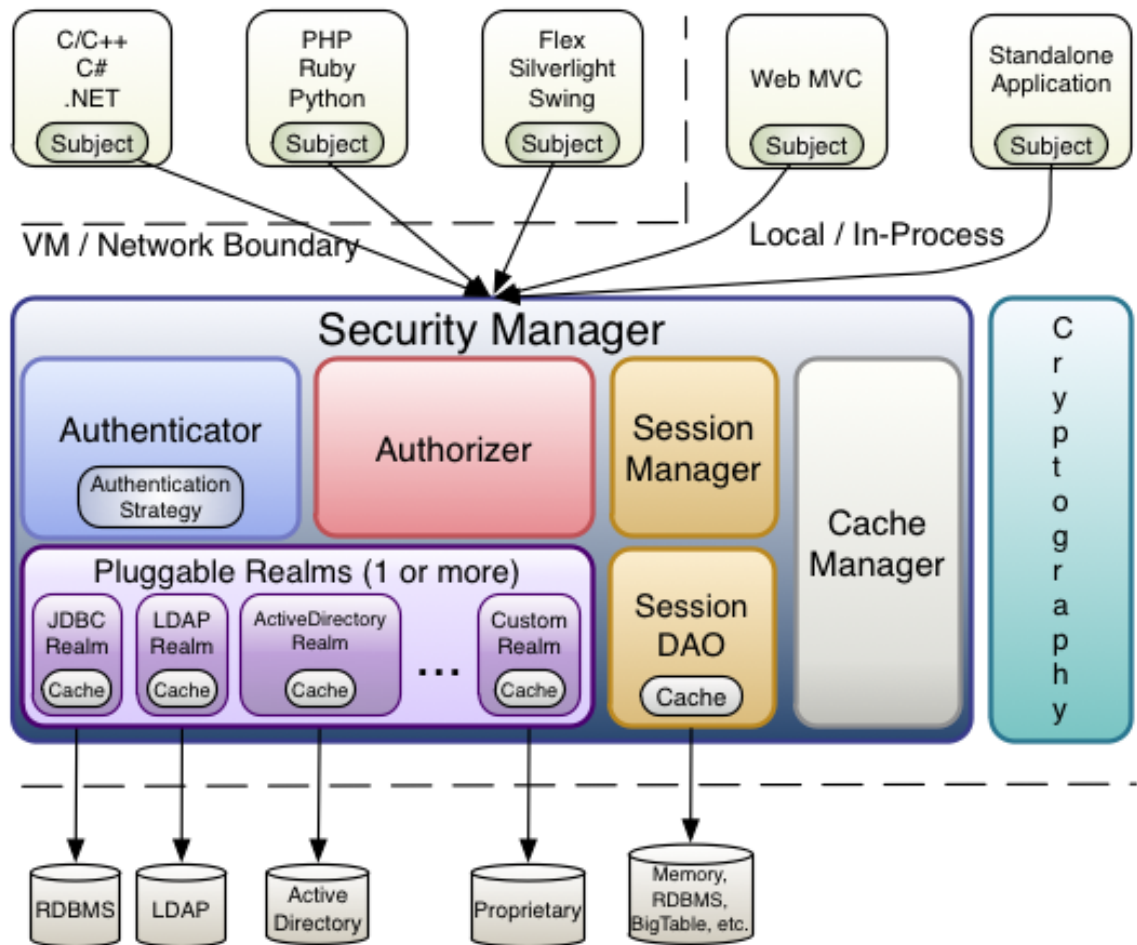 C/C++
C#
.NET
Subject
PHP
Ruby
Python
Subject
Flex
Silverlight
Swing
Subject
Web MVC
Subject
Standalone
Application
Subject
VM / Network Boundary
Local / In-Process
Security Manager
Authenticator
Authentication
Strategy
Authorizer
Session
Manager
Cache
Manager
Cryptography
Pluggable Realms (1 or more)
JDBC
Realm
Cache
LDAP
Realm
Cache
ActiveDirectory
Realm
Cache
...
Custom
Realm
Cache
Session
DAO
Cache
RDBMS
LDAP
Active
Directory
Proprietary
Memory,
RDBMS,
BigTable, etc.